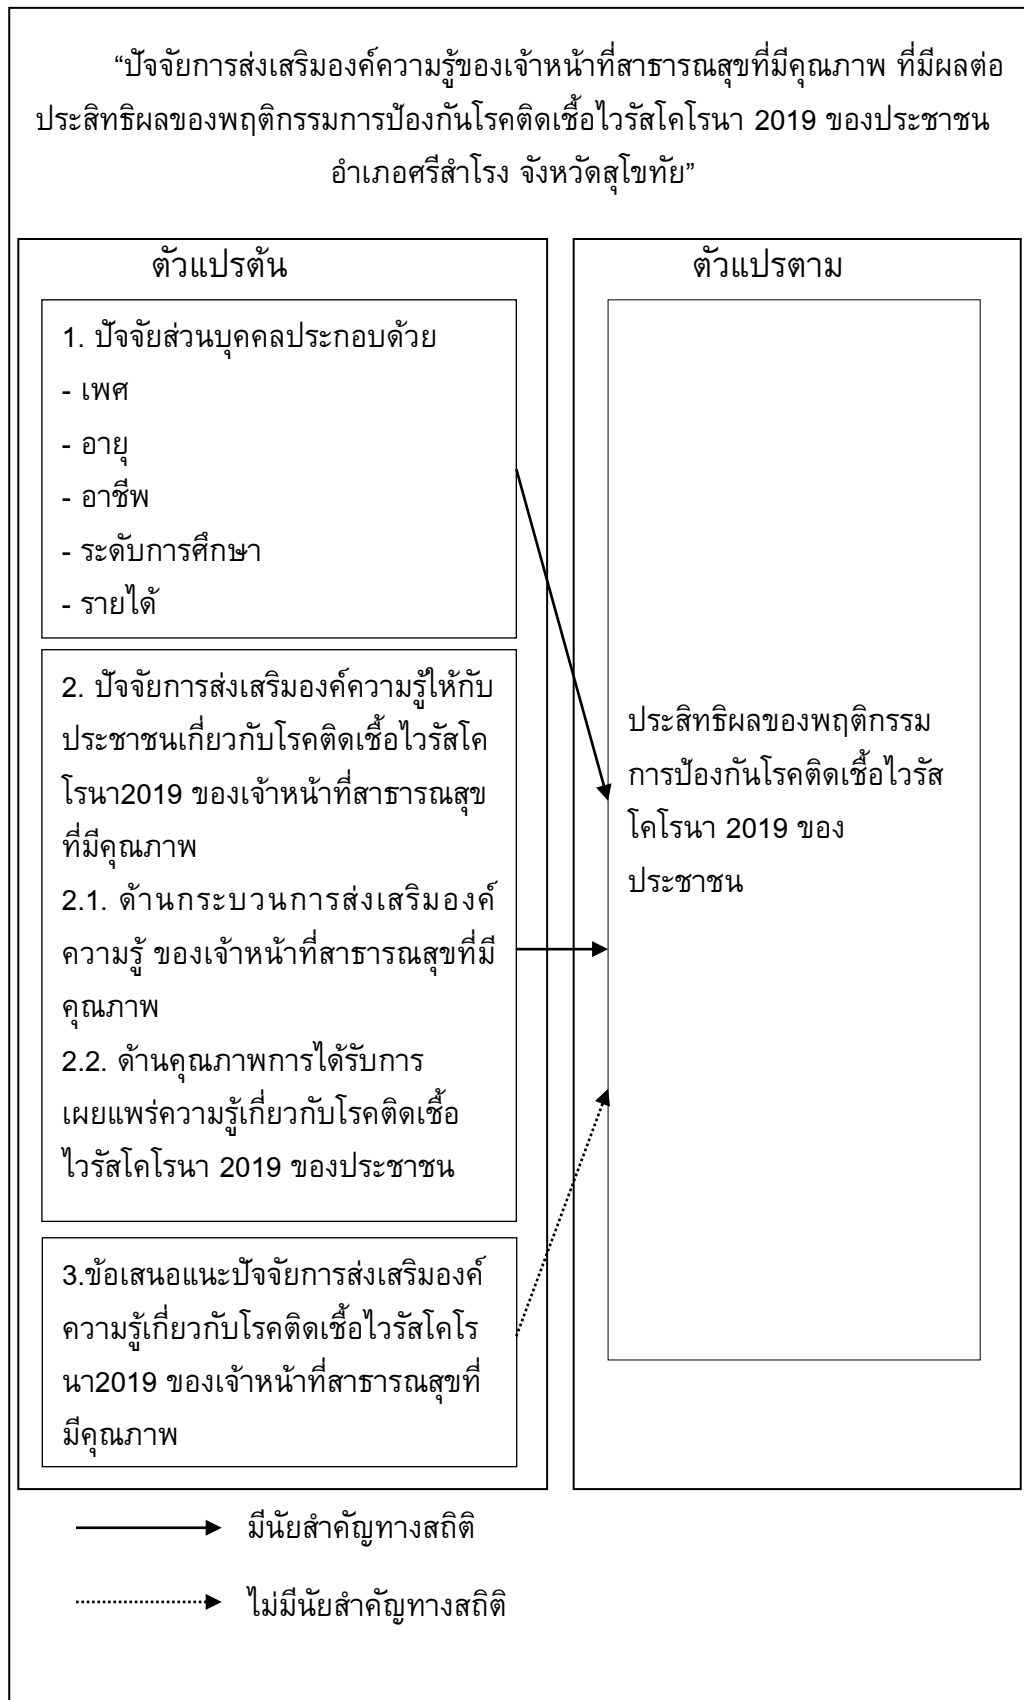 “ปัจจัยการส่งเสริมองค์ความรู้ของเจ้าหน้าที่สาธารณสุขที่มีคุณภาพ ที่มีผลต่อ
ประสิทธิผลของพฤติกรรมการป้องกันโรคติดเชื้อไวรัสโคโรนา 2019 ของประชาชน
อำเภอศรีสำโรง จังหวัดสุโขทัย”
ตัวแปรต้น
1. ปัจจัยส่วนบุคคลประกอบด้วย
- เพศ
- อายุ
- อาชีพ
- ระดับการศึกษา
- รายได้
2. ปัจจัยการส่งเสริมองค์ความรู้ให้กับ
ประชาชนเกี่ยวกับโรคติดเชื้อไวรัสโค
โรนา2019 ของเจ้าหน้าที่สาธารณสุข
ที่มีคุณภาพ
2.1. ด้านกระบวนการส่งเสริมองค์
ความรู้ ของเจ้าหน้าที่สาธารณสุขที่มี
คุณภาพ
2.2. ด้านคุณภาพการได้รับการ
เผยแพร่ความรู้เกี่ยวกับโรคติดเชื้อ
ไวรัสโคโรนา 2019 ของประชาชน
3.ข้อเสนอแนะปัจจัยการส่งเสริมองค์
ความรู้เกี่ยวกับโรคติดเชื้อไวรัสโคโร
นา2019 ของเจ้าหน้าที่สาธารณสุขที่
มีคุณภาพ
ตัวแปรตาม
ประสิทธิผลของพฤติกรรม
การป้องกันโรคติดเชื้อไวรัส
โคโรนา 2019 ของ
ประชาชน
มีนัยสำคัญทางสถิติ
ไม่มีนัยสำคัญทางสถิติ